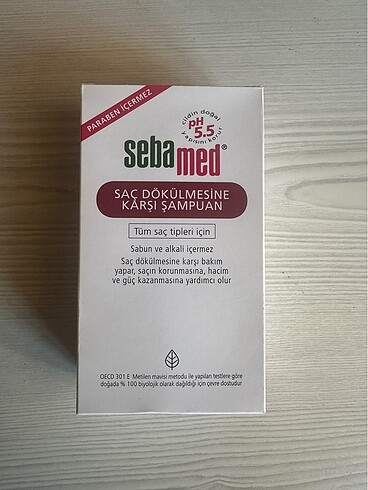 PARABEN İÇERMEZ
cildin doğal
pH
5.5
yapısını korur
sebamed®
SAÇ DÖKÜLMESİNE
KARŞI ŞAMPUAN
Tüm saç tipleri için
Sabun ve alkali içermez
Saç dökülmesine karşı bakım
yapar, saçın korunmasına, hacim
ve güç kazanmasına yardımcı olur
OECD 301 E Metilen mavisi metodu ile yapılan testlere göre
doğada % 100 biyolojik olarak dağıldığı için çevre dostudur